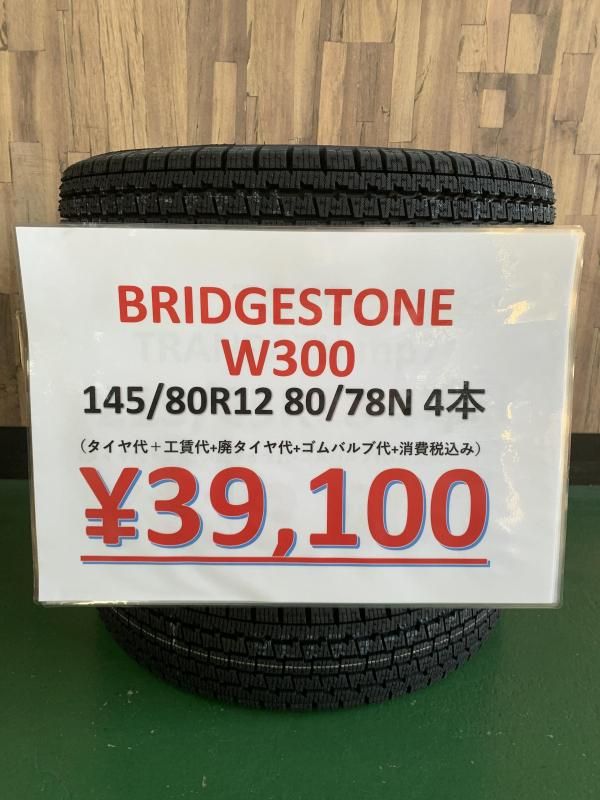 BRIDGESTONE
W300
145/80R12 80/78N 4本
（タイヤ代＋工賃代+廃タイヤ代+ゴムバルブ代+消費税込み）
¥39,100